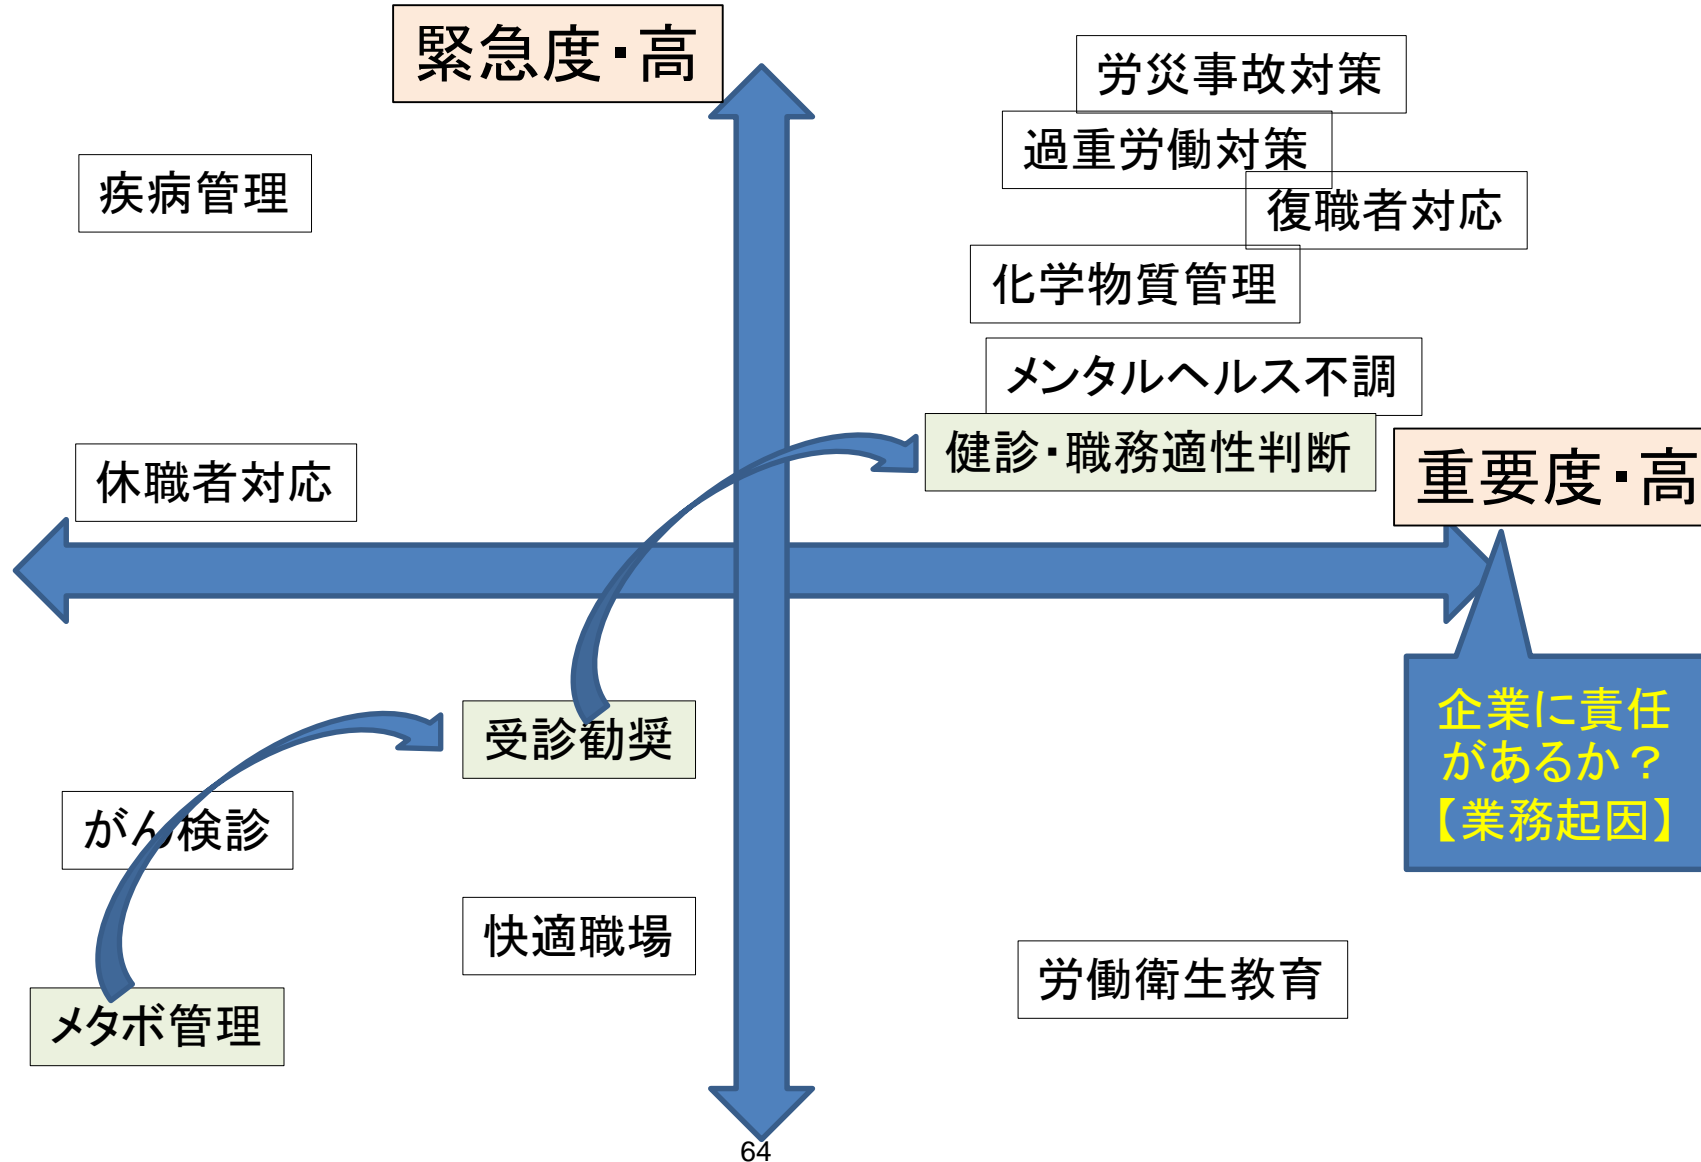 緊急度・高
労災事故対策
過重労働対策
疾病管理
復職者対応
化学物質管理
メンタルヘルス不調
健診・職務適性判断
重要度・高
休職者対応
受診勧奨
企業に責任
があるか？
【業務起因】
がん検診
快適職場
労働衛生教育
メタボ管理
64